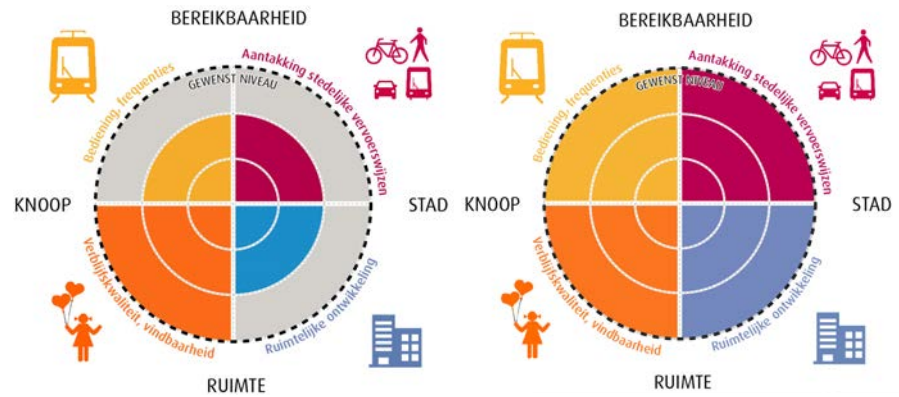 BEREIKBAARHEID
Bediening, frequenties
GEWENST NIVEAU
Aantakking stedelijke vervoerswijzen
KNOOP
STAD
Verblijfskwaliteit, vindbaarheid
Ruimtelijke ontwikkeling
RUIMTE
BEREIKBAARHEID
Bediening, frequenties
GEWENST NIVEAU
Aantakking stedelijke vervoerswijzen
KNOOP
STAD
Verblijfskwaliteit, vindbaarheid
Ruimtelijke ontwikkeling
RUIMTE